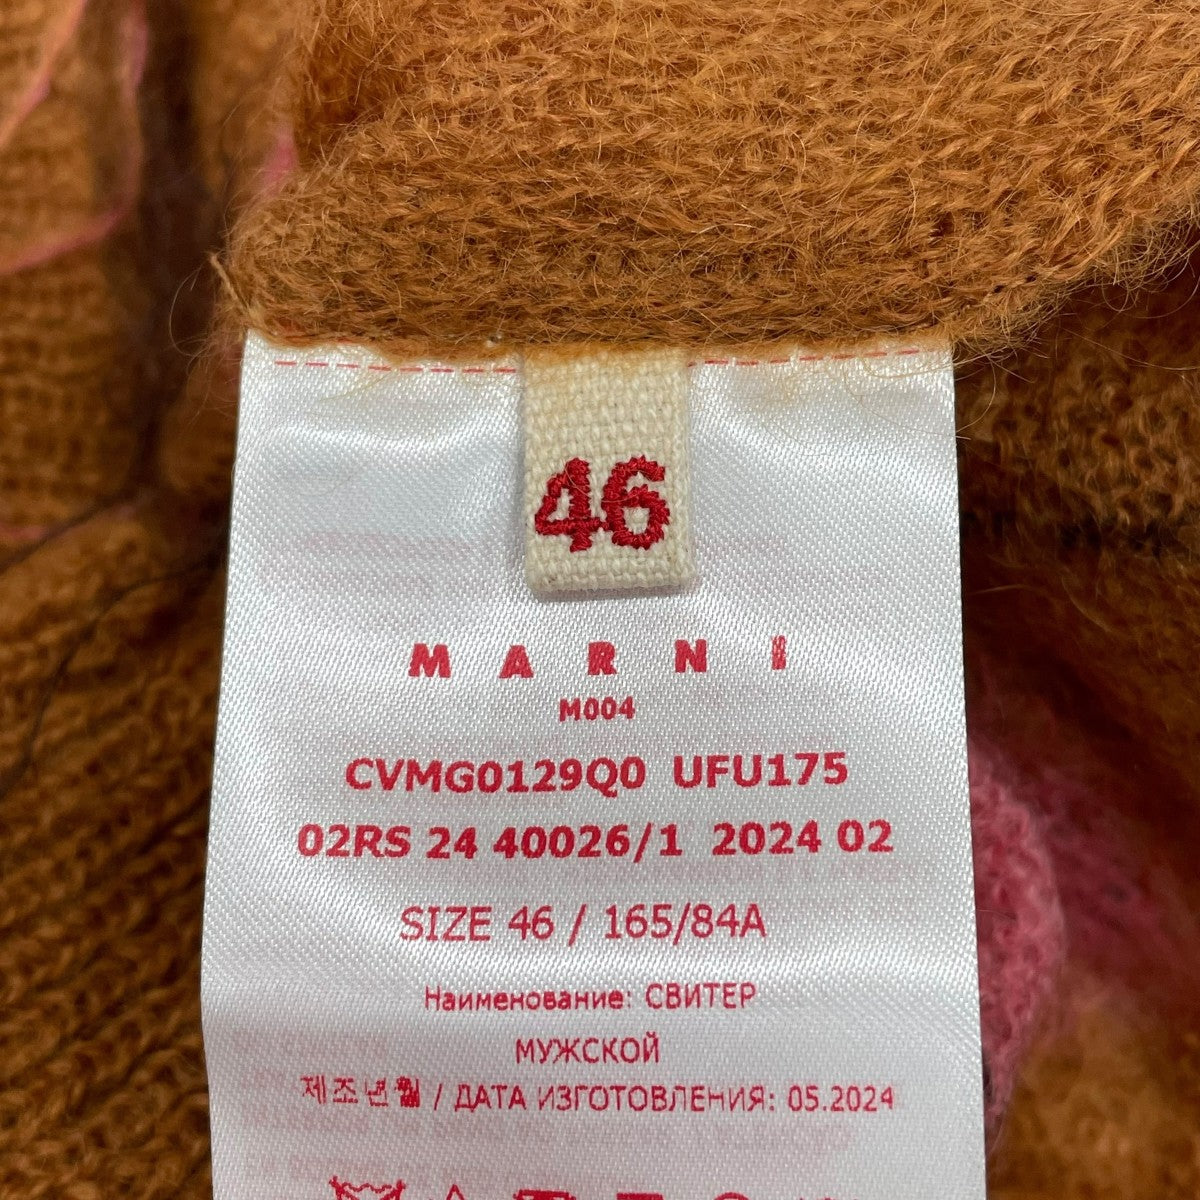 46
MARNI
M004
CVMG0129Q0 UFU175
02RS 24 40026/1 2024 02
SIZE 46 / 165/84A
Наименование: СВИТЕР
МУЖСКОЙ
제조년월 / ДАТА ИЗГОТОВЛЕНИЯ: 05.2024